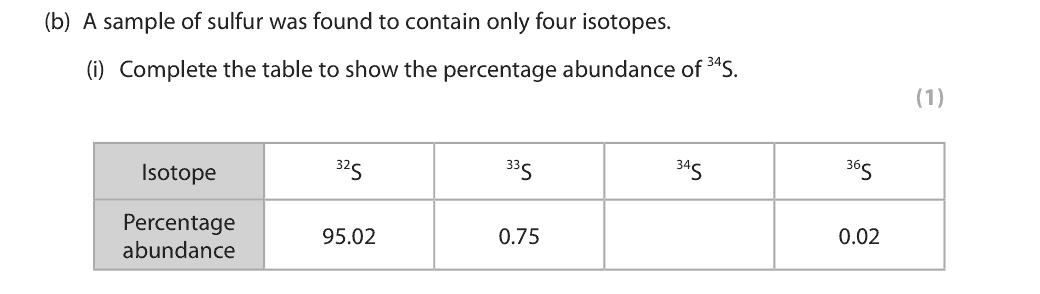 (b) A sample of sulfur was found to contain only four isotopes.
(i) Complete the table to show the percentage abundance of ³⁴S.
(1)
Isotope ³²S ³³S ³⁴S ³⁶S
Percentage
abundance 95.02 0.75 0.02